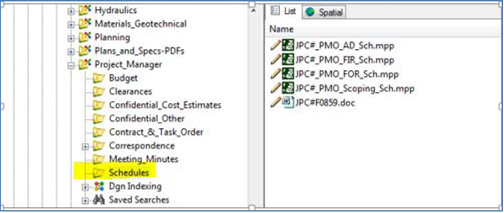 Hydraulics
Materials_Geotechnical
Planning
Plans_and_Specs-PDFs
Project_Manager
Budget
Clearances
Confidential_Cost_Estimates
Confidential_Other
Contract_&_Task_Order
Correspondence
Meeting_Minutes
Schedules
Dgn Indexing
Saved Searches
List Spatial
Name
JPC#_PMO_AD_Sch.mpp
JPC#_PMO_FIR_Sch.mpp
JPC#_PMO_FOR_Sch.mpp
JPC#_PMO_Scoping_Sch.mpp
JPC#F0859.doc